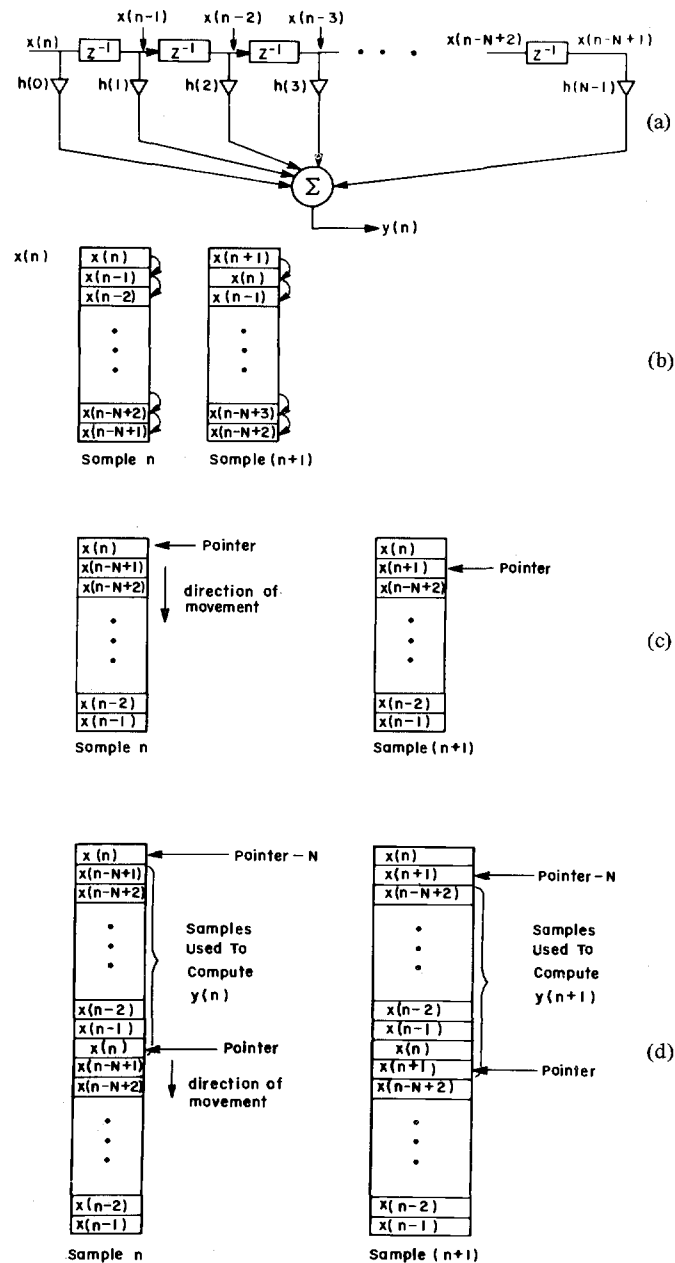 x(n-1) x(n-2) x(n-3)
x(n) z⁻¹ z⁻¹ z⁻¹ • • • x(n-N+2) z⁻¹ x(n-N+1)
h(0) h(1) h(2) h(3) h(N-1)
(a)
Σ
y(n)
x(n)
x(n) x(n+1)
x(n-1) x(n)
x(n-2) x(n-1)
(b)
x(n-N+2) x(n-N+3)
x(n-N+1) x(n-N+2)
Sample n Sample (n+1)
x(n) Pointer x(n)
x(n-N+1) x(n+1) Pointer
x(n-N+2) direction of movement x(n-N+2)
(c)
x(n-2) x(n-2)
x(n-1) x(n-1)
Sample n Sample (n+1)
x(n) Pointer-N x(n)
x(n-N+1) x(n+1) Pointer-N
x(n-N+2) x(n-N+2)
Samples Samples
Used To Used To
Compute Compute
y(n) y(n+1)
x(n-2) x(n-2)
x(n-1) x(n-1)
x(n) Pointer x(n)
x(n-N+1) x(n+1) Pointer
x(n-N+2) direction of movement x(n-N+2)
(d)
x(n-2) x(n-2)
x(n-1) x(n-1)
Sample n Sample (n+1)